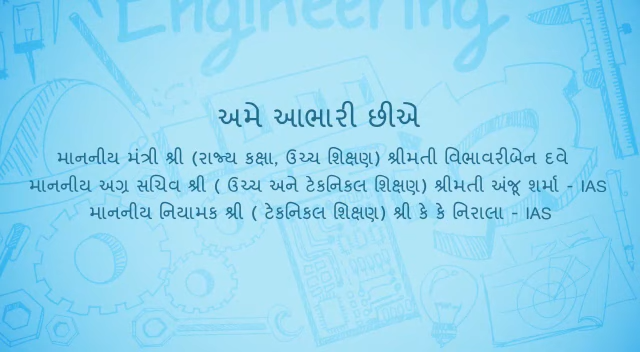 Engineering
અમે આભારી છીએ
માનનીય મંત્રી શ્રી (રાજ્ય કક્ષા, ઉચ્ચ શિક્ષણ) શ્રીમતી વિભાવરીબેન દવે
માનનીય અગ્ર સચિવ શ્રી ( ઉચ્ચ અને ટેકનિકલ શિક્ષણ) શ્રીમતી અંજૂ શર્મા - IAS
માનનીય નિયામક શ્રી ( ટેકનિકલ શિક્ષણ) શ્રી કે કે નિરાલા - IAS